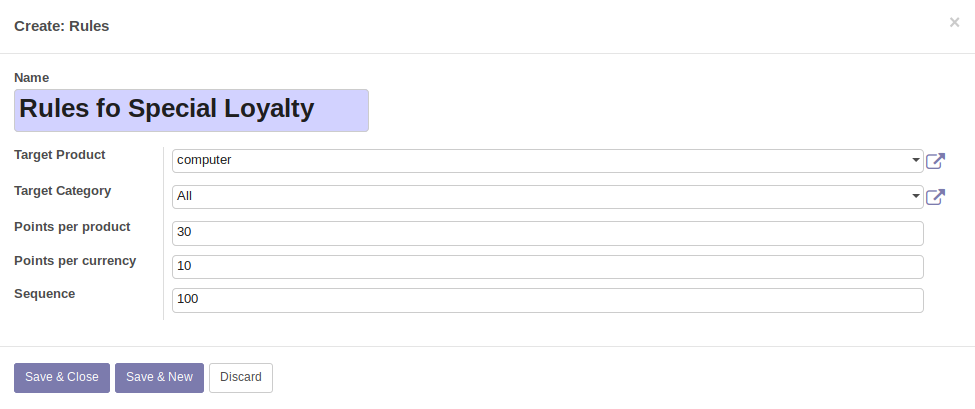 Create: Rules
×
Name
Rules fo Special Loyalty
Target Product computer
Target Category All
Points per product 30
Points per currency 10
Sequence 100
Save & Close Save & New Discard